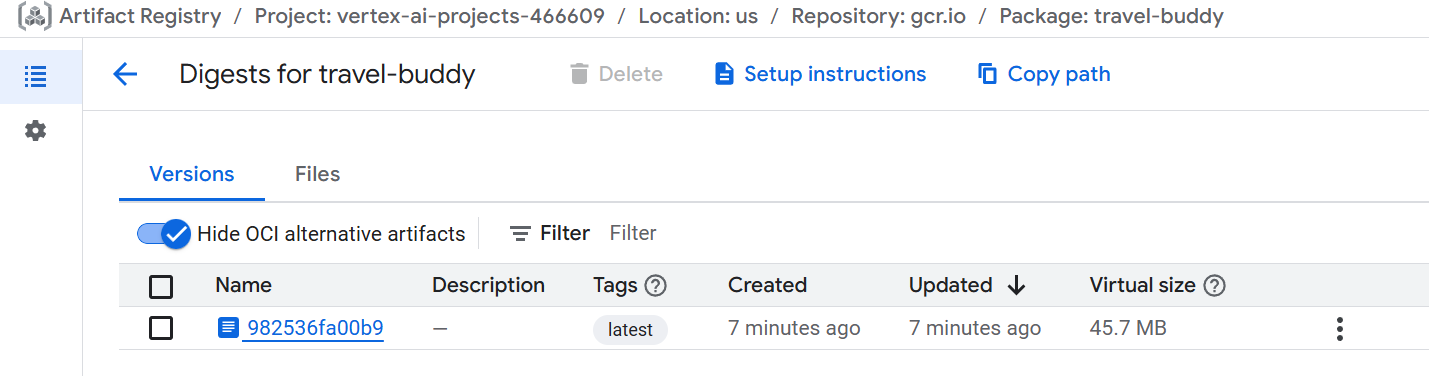 Artifact Registry / Project: vertex-ai-projects-466609 / Location: us / Repository: gcr.io / Package: travel-buddy
Digests for travel-buddy Delete Setup instructions Copy path
Versions Files
Hide OCI alternative artifacts Filter Filter
Name Description Tags Created Updated Virtual size
982536fa00b9 — latest 7 minutes ago 7 minutes ago 45.7 MB